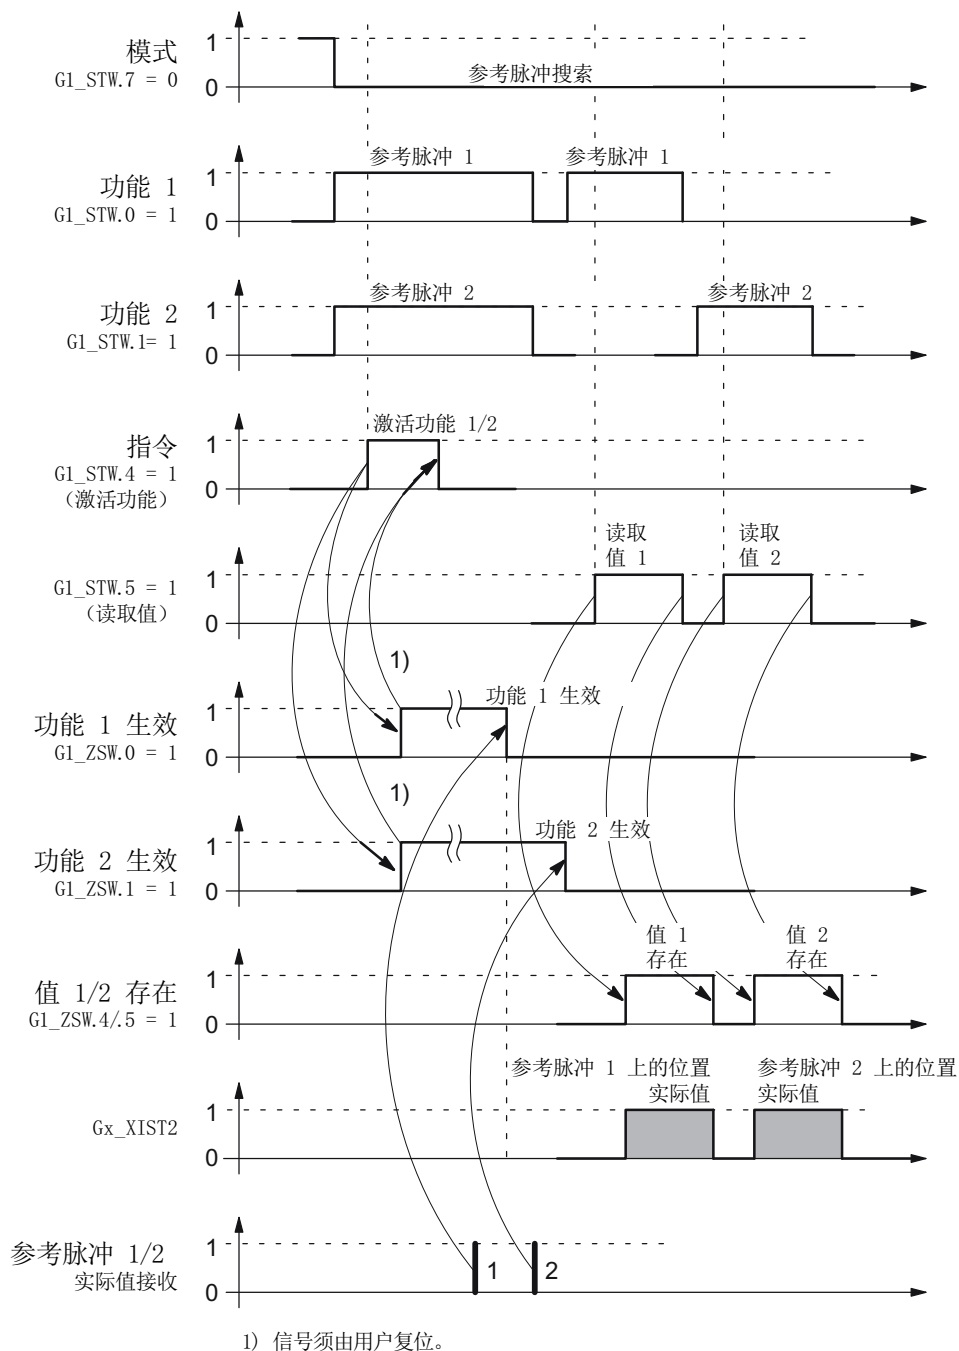 模式
G1_STW.7 = 0
1
0
参考脉冲搜索
功能 1
G1_STW.0 = 1
1
0
参考脉冲 1
参考脉冲 1
功能 2
G1_STW.1= 1
1
0
参考脉冲 2
参考脉冲 2
指令
G1_STW.4 = 1
（激活功能）
1
0
激活功能 1/2
G1_STW.5 = 1
（读取值）
1
0
读取
值 1
读取
值 2
1)
功能 1 生效
G1_ZSW.0 = 1
1
0
功能 1 生效
1)
功能 2 生效
G1_ZSW.1 = 1
1
0
功能 2 生效
值 1/2 存在
G1_ZSW.4/.5 = 1
1
0
值 1
存在
值 2
存在
Gx_XIST2
1
0
参考脉冲 1 上的位置
实际值
参考脉冲 2 上的位置
实际值
参考脉冲 1/2
实际值接收
1
0
1
2
1) 信号须由用户复位。